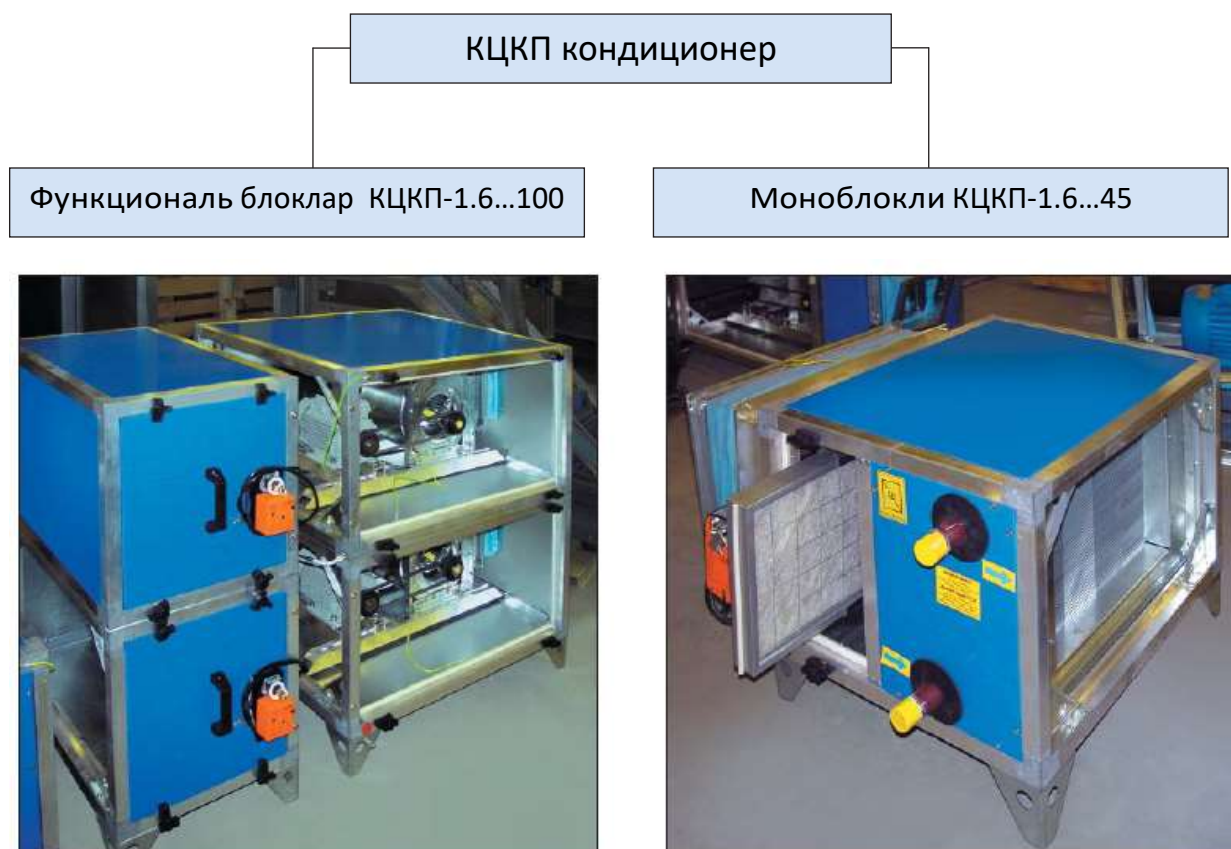 КЦКП кондиционер
Функциональ блоклар КЦКП-1.6...100
Моноблокли КЦКП-1.6...45